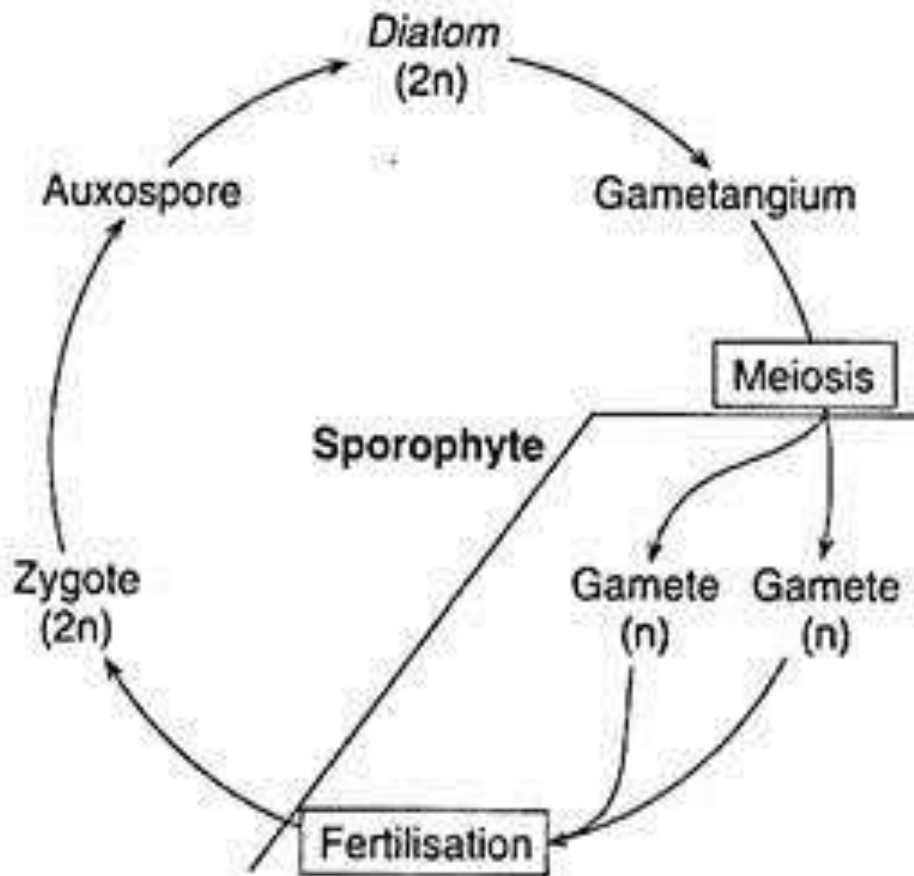 Diatom
(2n)
Auxospore
Gametangium
Meiosis
Sporophyte
Zygote
(2n)
Gamete
(n)
Gamete
(n)
Fertilisation